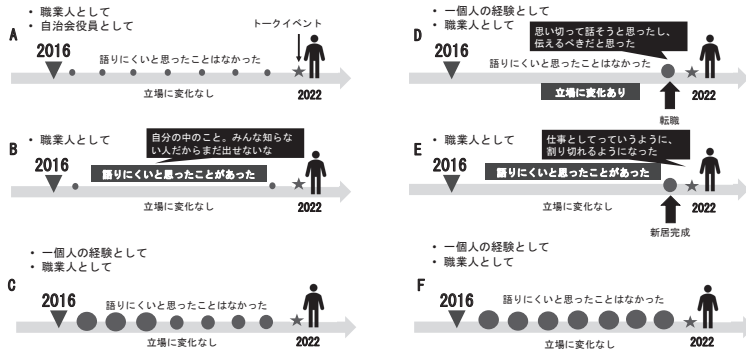 A
・ 職業人として
・ 自治会役員として
トークイベント
2016
語りにくいと思ったことはなかった
立場に変化なし
2022
B
・ 職業人として
自分の中のこと。みんな知らな
い人だからまだ出せないな
2016
語りにくいと思ったことがあった
立場に変化なし
2022
C
・ 一個人の経験として
・ 職業人として
2016
語りにくいと思ったことはなかった
立場に変化なし
2022
D
・ 一個人の経験として
・ 職業人として
思い切って話そうと思ったし、
伝えるべきだと思った
2016
語りにくいと思ったことはなかった
立場に変化あり
2022
転職
E
・ 職業人として
仕事としてっていうように、
割り切れるようになった
2016
語りにくいと思ったことがあった
立場に変化なし
2022
新居完成
F
・ 一個人の経験として
・ 職業人として
2016
語りにくいと思ったことはなかった
立場に変化なし
2022